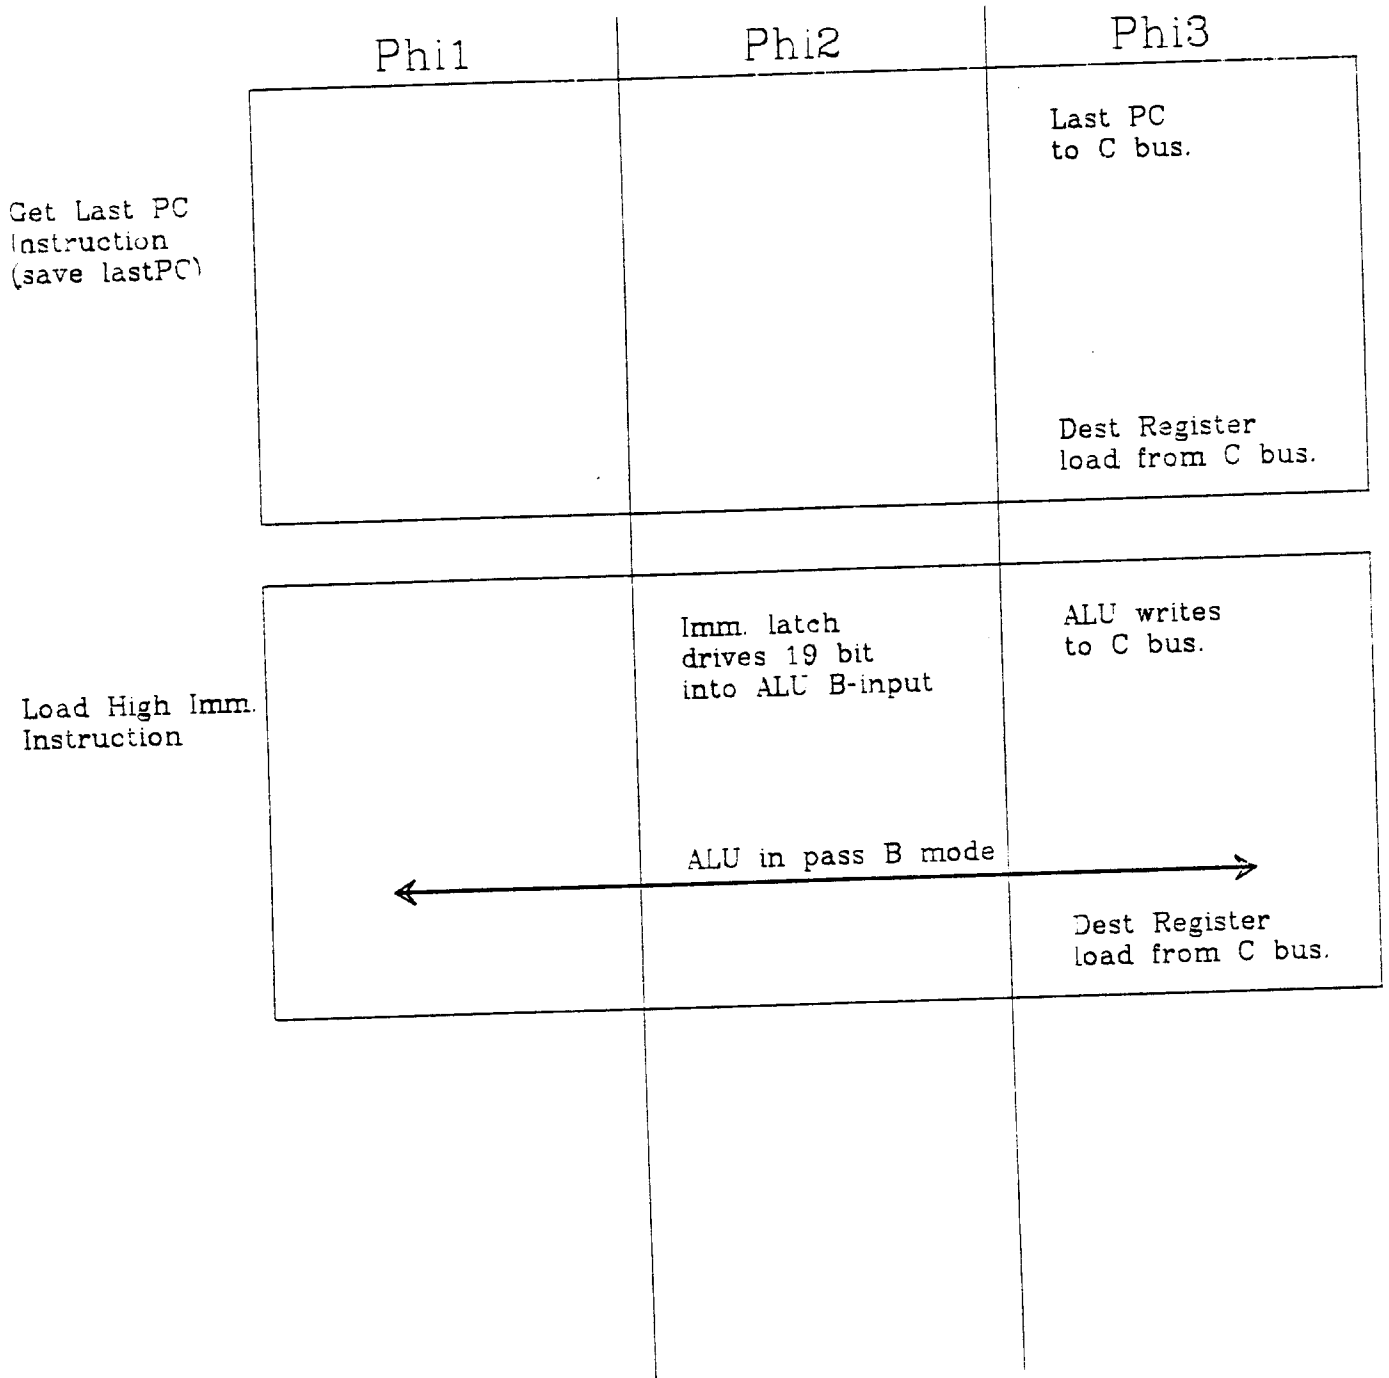 Phi1
Phi2
Phi3
Last PC
to C bus.
Get Last PC
Instruction
(save lastPC)
Dest Register
load from C bus.
Imm. latch
drives 19 bit
into ALU B-input
ALU writes
to C bus.
Load High Imm.
Instruction
ALU in pass B mode
Dest Register
load from C bus.